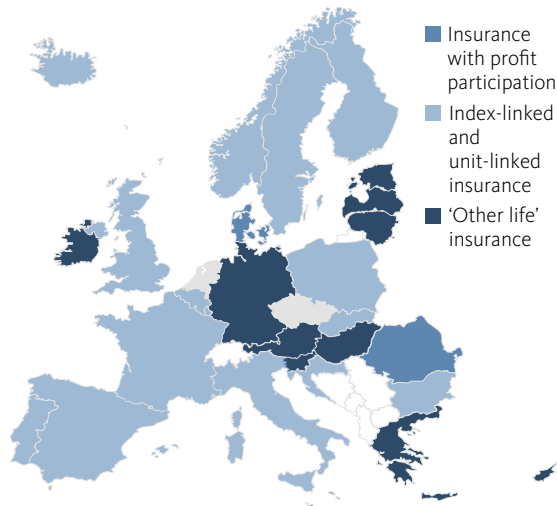 Insurance
with profit
participation
Index-linked
and
unit-linked
insurance
‘Other life’
insurance